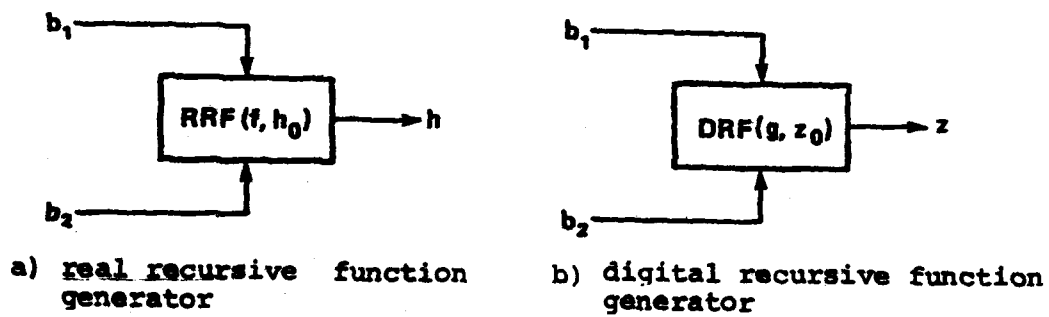 b₁
RRF(f, h₀)
h
b₂
a) real recursive function
generator
b₁
DRF(g, z₀)
z
b₂
b) digital recursive function
generator